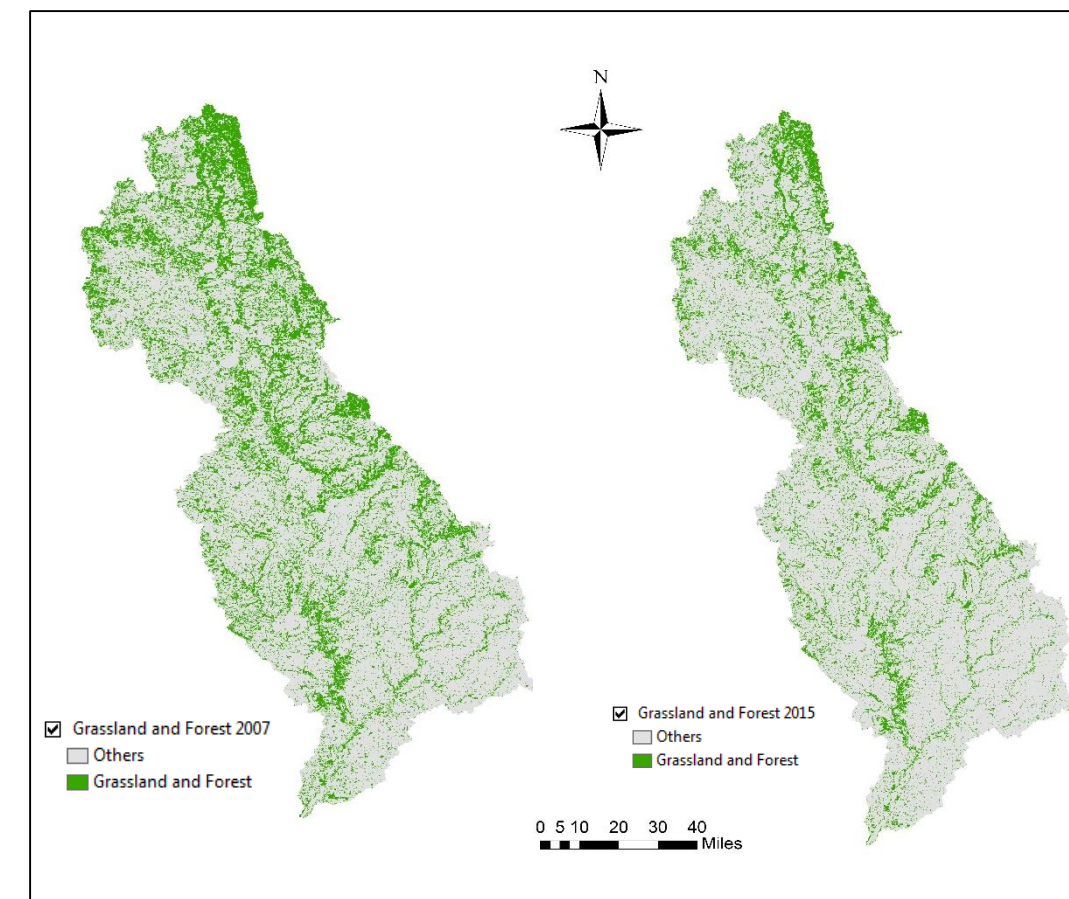 N
Grassland and Forest 2007
Others
Grassland and Forest
Grassland and Forest 2015
Others
Grassland and Forest
0 5 10 20 30 40
Miles